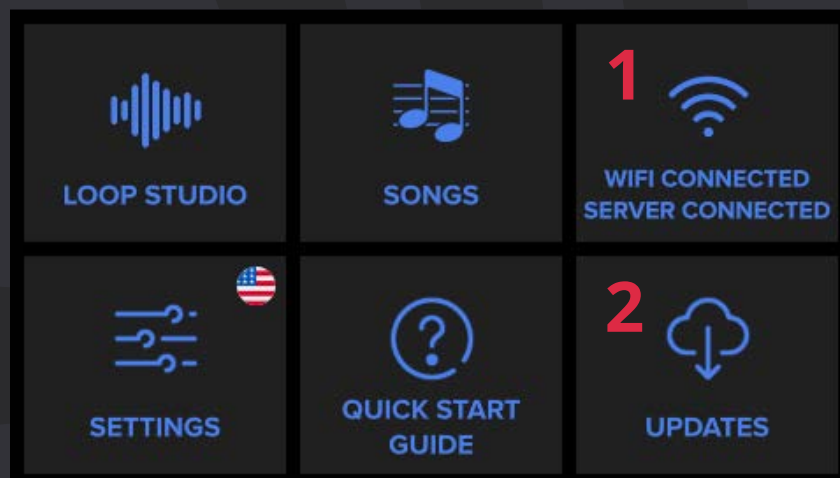 1
LOOP STUDIO
SONGS
WIFI CONNECTED
SERVER CONNECTED
2
SETTINGS
QUICK START
GUIDE
UPDATES